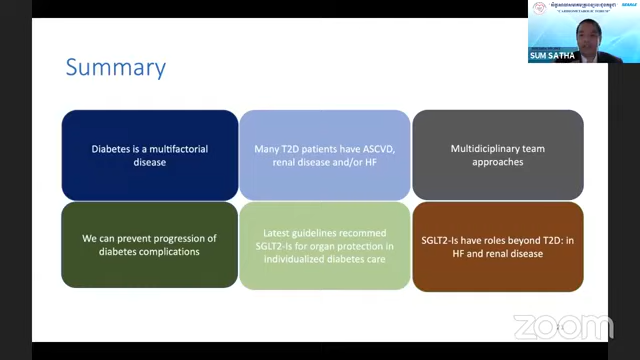 SUM SATHA
Summary
Diabetes is a multifactorial
disease
Many T2D patients have ASCVD,
renal disease and/or HF
Multidiciplinary team
approaches
We can prevent progression of
diabetes complications
Latest guidelines recommed
SGLT2-Is for organ protection in
individualized diabetes care
SGLT2-Is have roles beyond T2D: in
HF and renal disease
zoom